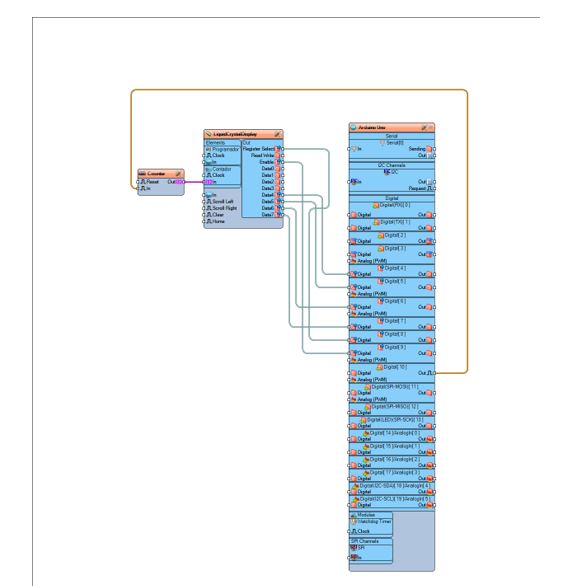 Counter
Reset Out
In
LiquidCrystalDisplay
Elements
Programador
Clock
In
Contador
Clock
In
In
Scroll Left
Scroll Right
Clear
Home
Out
Register Select
Read Write
Enable
Data0
Data1
Data2
Data3
Data4
Data5
Data6
Data7
Arduino Uno
Serial
Serial[0]
In Sending
Out
I2C Channels
I2C
In Out
Request
Digital
Digital(RX)[ 0 ]
Digital Out
Digital(TX)[ 1 ]
Digital Out
Digital[ 2 ]
Digital Out
Digital[ 3 ]
Digital Out
Analog (PWM)
Digital[ 4 ]
Digital Out
Digital[ 5 ]
Digital Out
Analog (PWM)
Digital[ 6 ]
Digital Out
Analog (PWM)
Digital[ 7 ]
Digital Out
Digital[ 8 ]
Digital Out
Digital[ 9 ]
Digital Out
Analog (PWM)
Digital[ 10 ]
Digital Out
Analog (PWM)
Digital(SPI-MOSI)[ 11 ]
Digital Out
Analog (PWM)
Digital(SPI-MISO)[ 12 ]
Digital Out
Digital(LED)(SPI-SCK)[ 13 ]
Digital Out
Digital[ 14 ]/AnalogIn[ 0 ]
Digital Out
Digital[ 15 ]/AnalogIn[ 1 ]
Digital Out
Digital[ 16 ]/AnalogIn[ 2 ]
Digital Out
Digital[ 17 ]/AnalogIn[ 3 ]
Digital Out
Digital(I2C-SDA)[ 18 ]/AnalogIn[ 4 ]
Digital Out
Digital(I2C-SCL)[ 19 ]/AnalogIn[ 5 ]
Digital Out
Modules
Watchdog Timer
Clock
SPI Channels
SPI
In